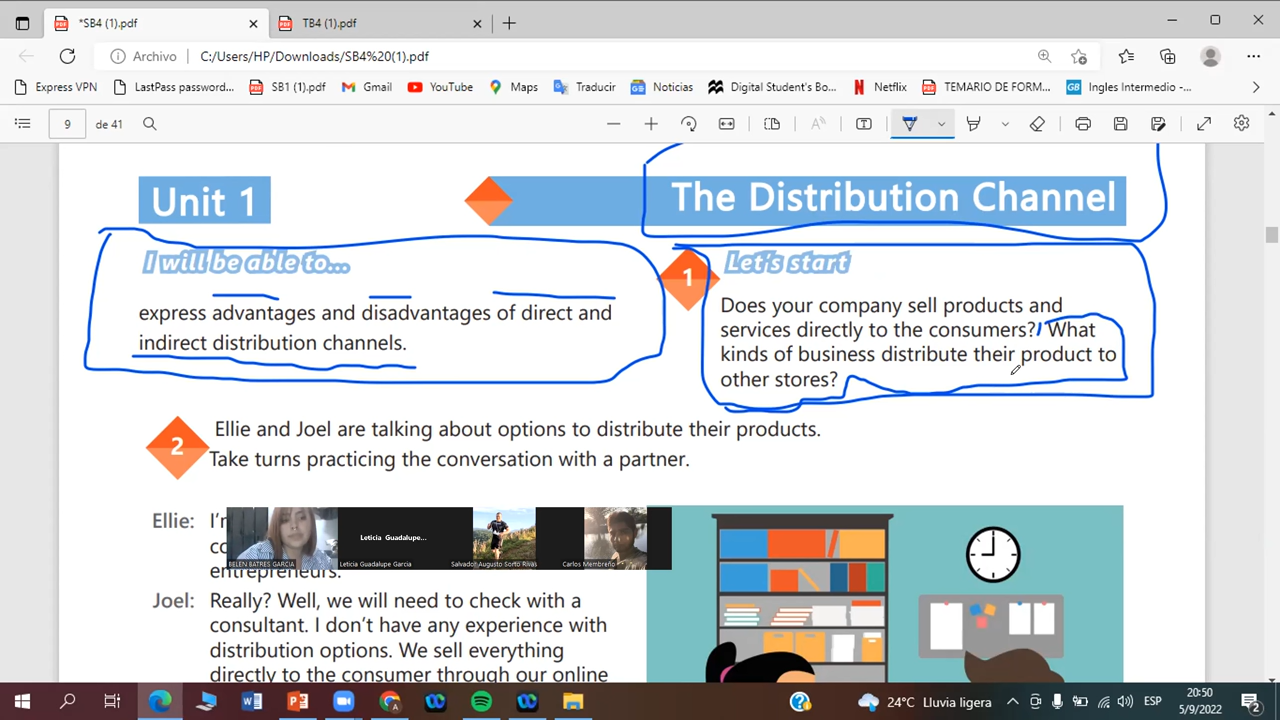 *SB4 (1).pdf
TB4 (1).pdf
Archivo
C:/Users/HP/Downloads/SB4%20(1).pdf
Express VPN
LastPass password...
SB1 (1).pdf
Gmail
YouTube
Maps
Traducir
Noticias
Digital Student's Bo...
Netflix
TEMARIO DE FORM...
Ingles Intermedio -...
9 de 41
Unit 1
The Distribution Channel
I will be able to...
express advantages and disadvantages of direct and
indirect distribution channels.
1
Let's start
Does your company sell products and
services directly to the consumers? What
kinds of business distribute their product to
other stores?
2
Ellie and Joel are talking about options to distribute their products.
Take turns practicing the conversation with a partner.
Ellie: I'
entrepreneurs.
BELEN BATRES GARCIA
Leticia Guadalupe...
Leticia Guadalupe Garcia
Salvador Augusto Sorto Rivas
Carlos Membreño
Joel: Really? Well, we will need to check with a
consultant. I don't have any experience with
distribution options. We sell everything
directly to the consumer through our online
24°C Lluvia ligera
ESP
20:50
5/9/2022
2